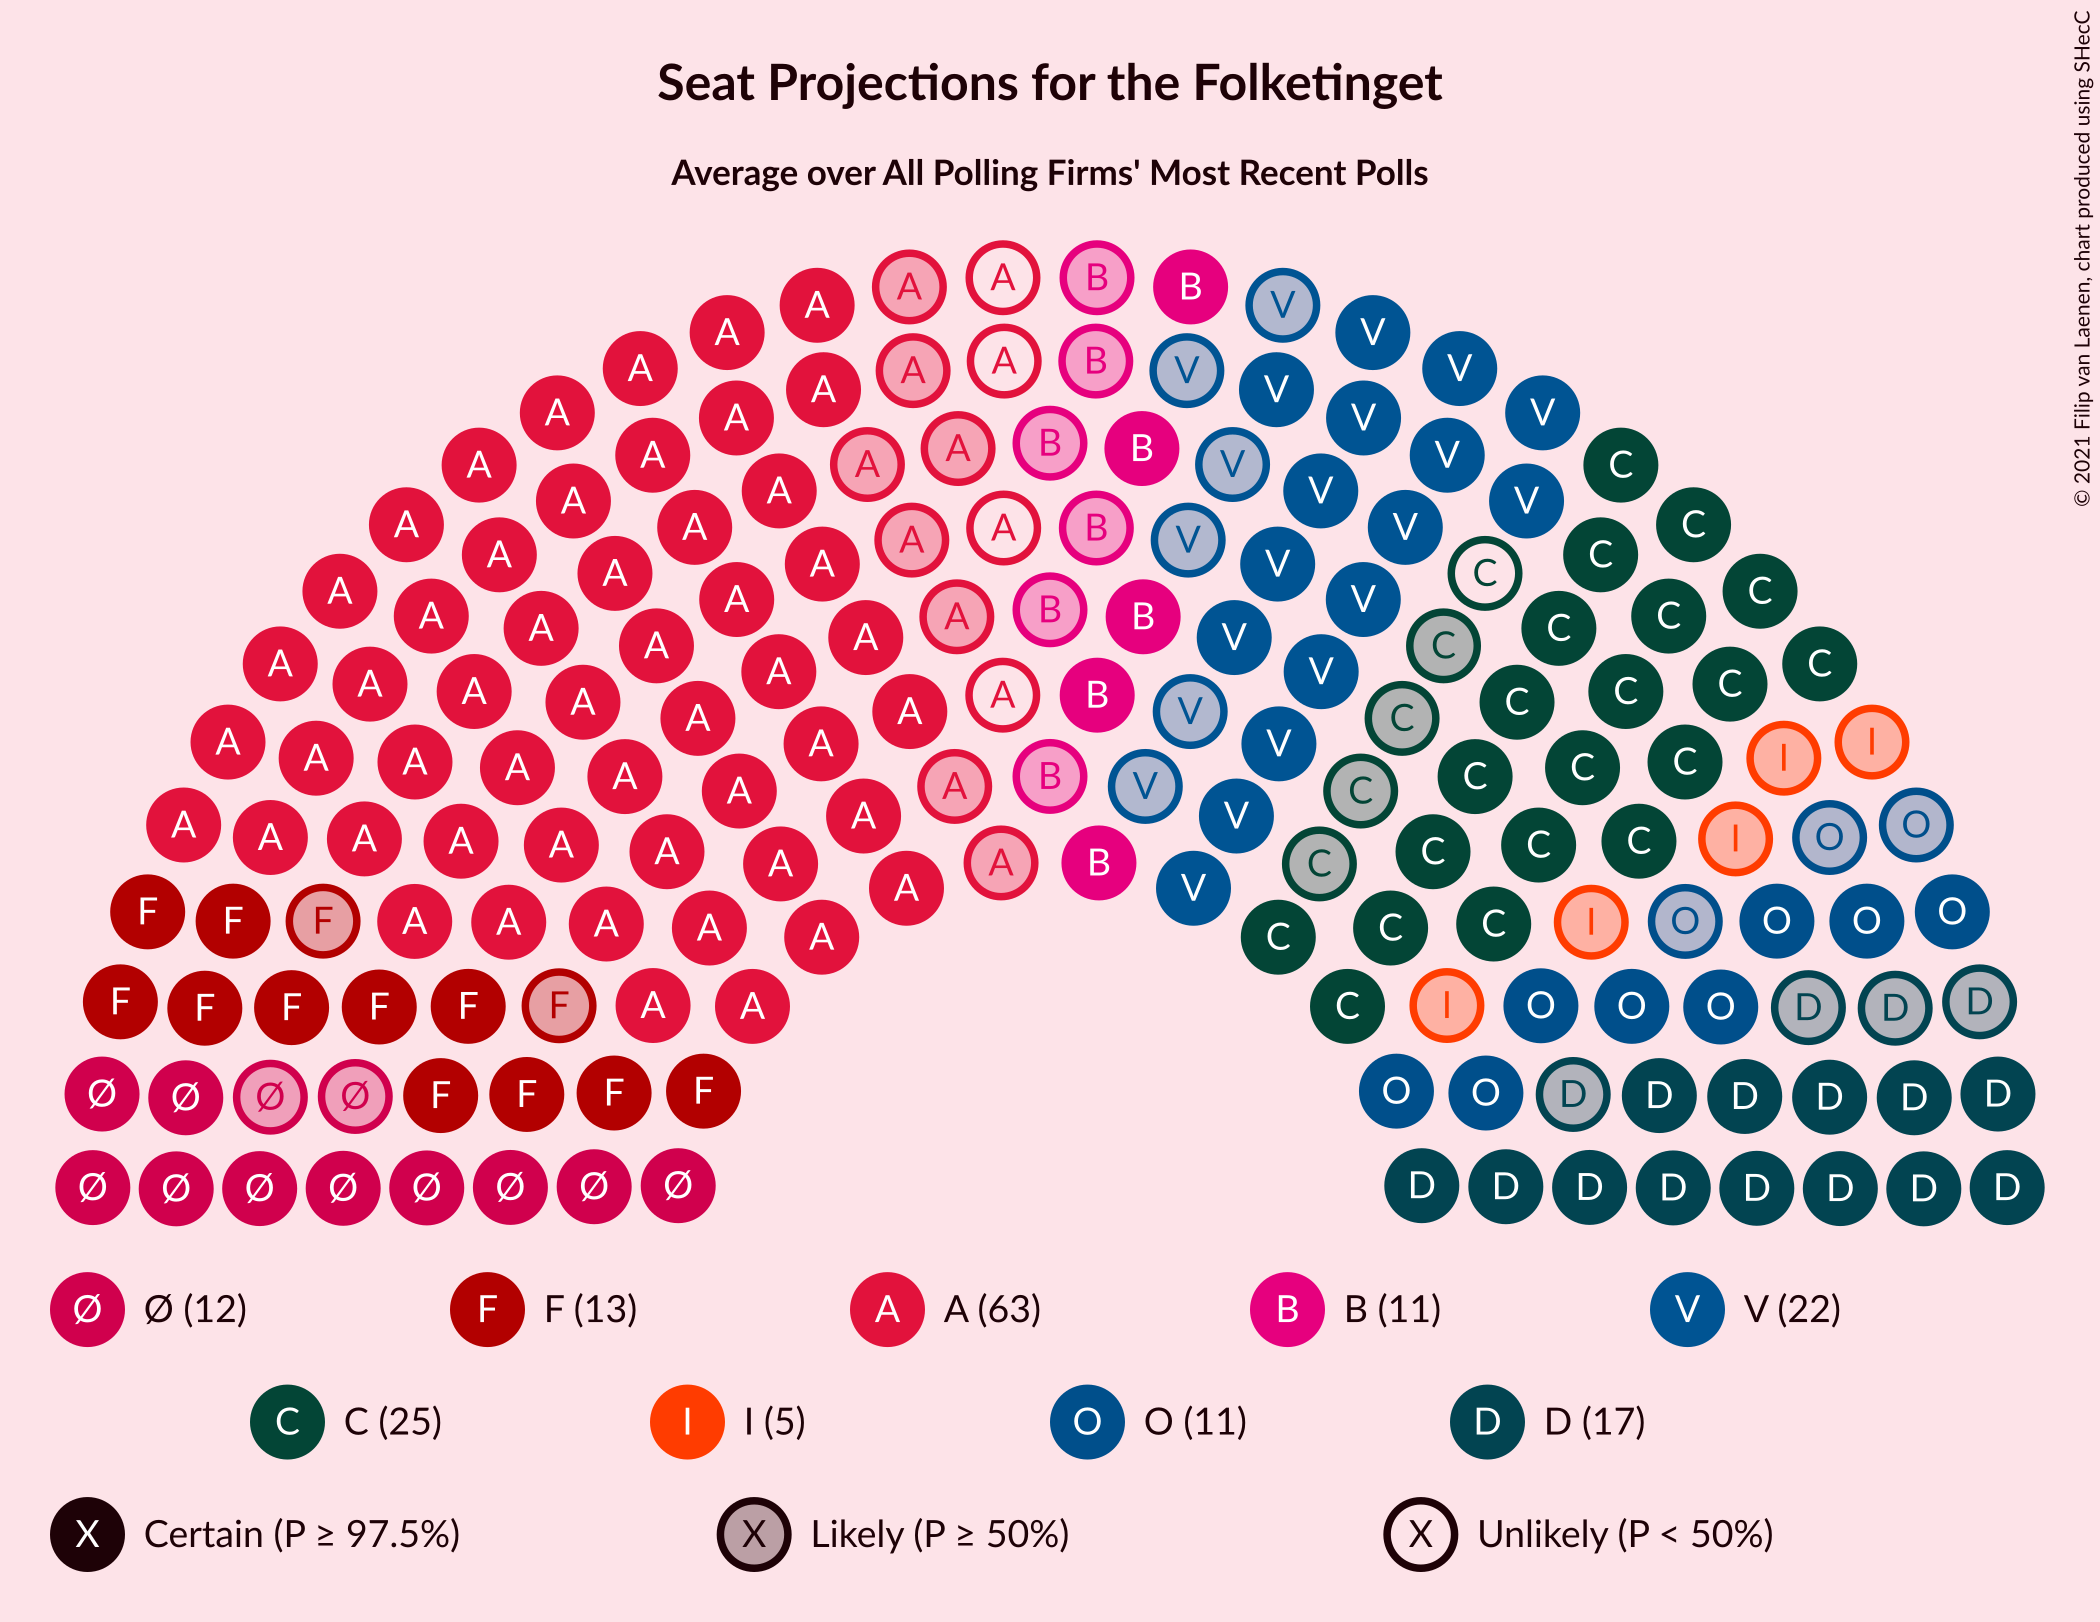 © 2021 Filip van Laenen, chart produced using SHecC
Seat Projections for the Folketinget
Average over All Polling Firms' Most Recent Polls
A A A A B B V V
A A A A A A B V V V V V
A A A A A A B B V V V V C
A A A A A A A B V V V C C C
A A A A A A A B B V V C C C C
A A A A A A A A B V V C C C C C
A A A A A A A A B V V C C C C I I
A A A A A A A A A A B V V C C C C I O O
F F F A A A A A C C C I O O O O
F F F F F F A A C I O O O D D D
Ø Ø Ø Ø F F F F O O D D D D D D
Ø Ø Ø Ø Ø Ø Ø Ø D D D D D D D D
Ø Ø (12) F F (13) A A (63) B B (11) V V (22)
C C (25) I I (5) O O (11) D D (17)
X Certain (P ≥ 97.5%) X Likely (P ≥ 50%) X Unlikely (P < 50%)